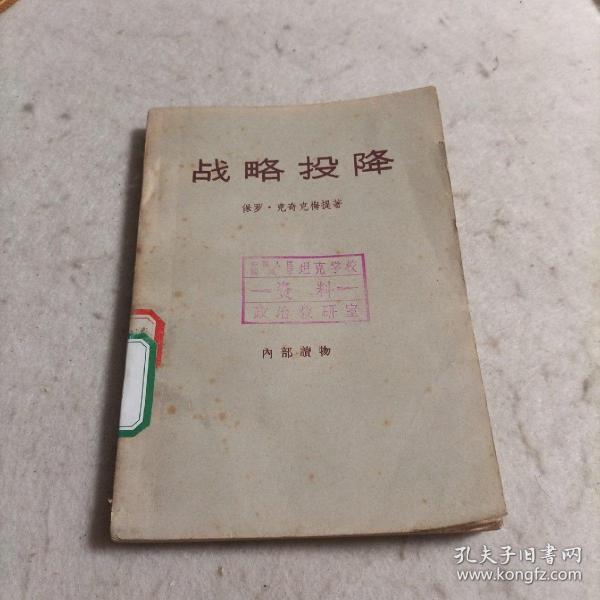 战略投降
保罗·克奇克梅提著
坦克学校
资料
政治教研室
內部讀物
孔夫子旧书网
www.kongfz.com